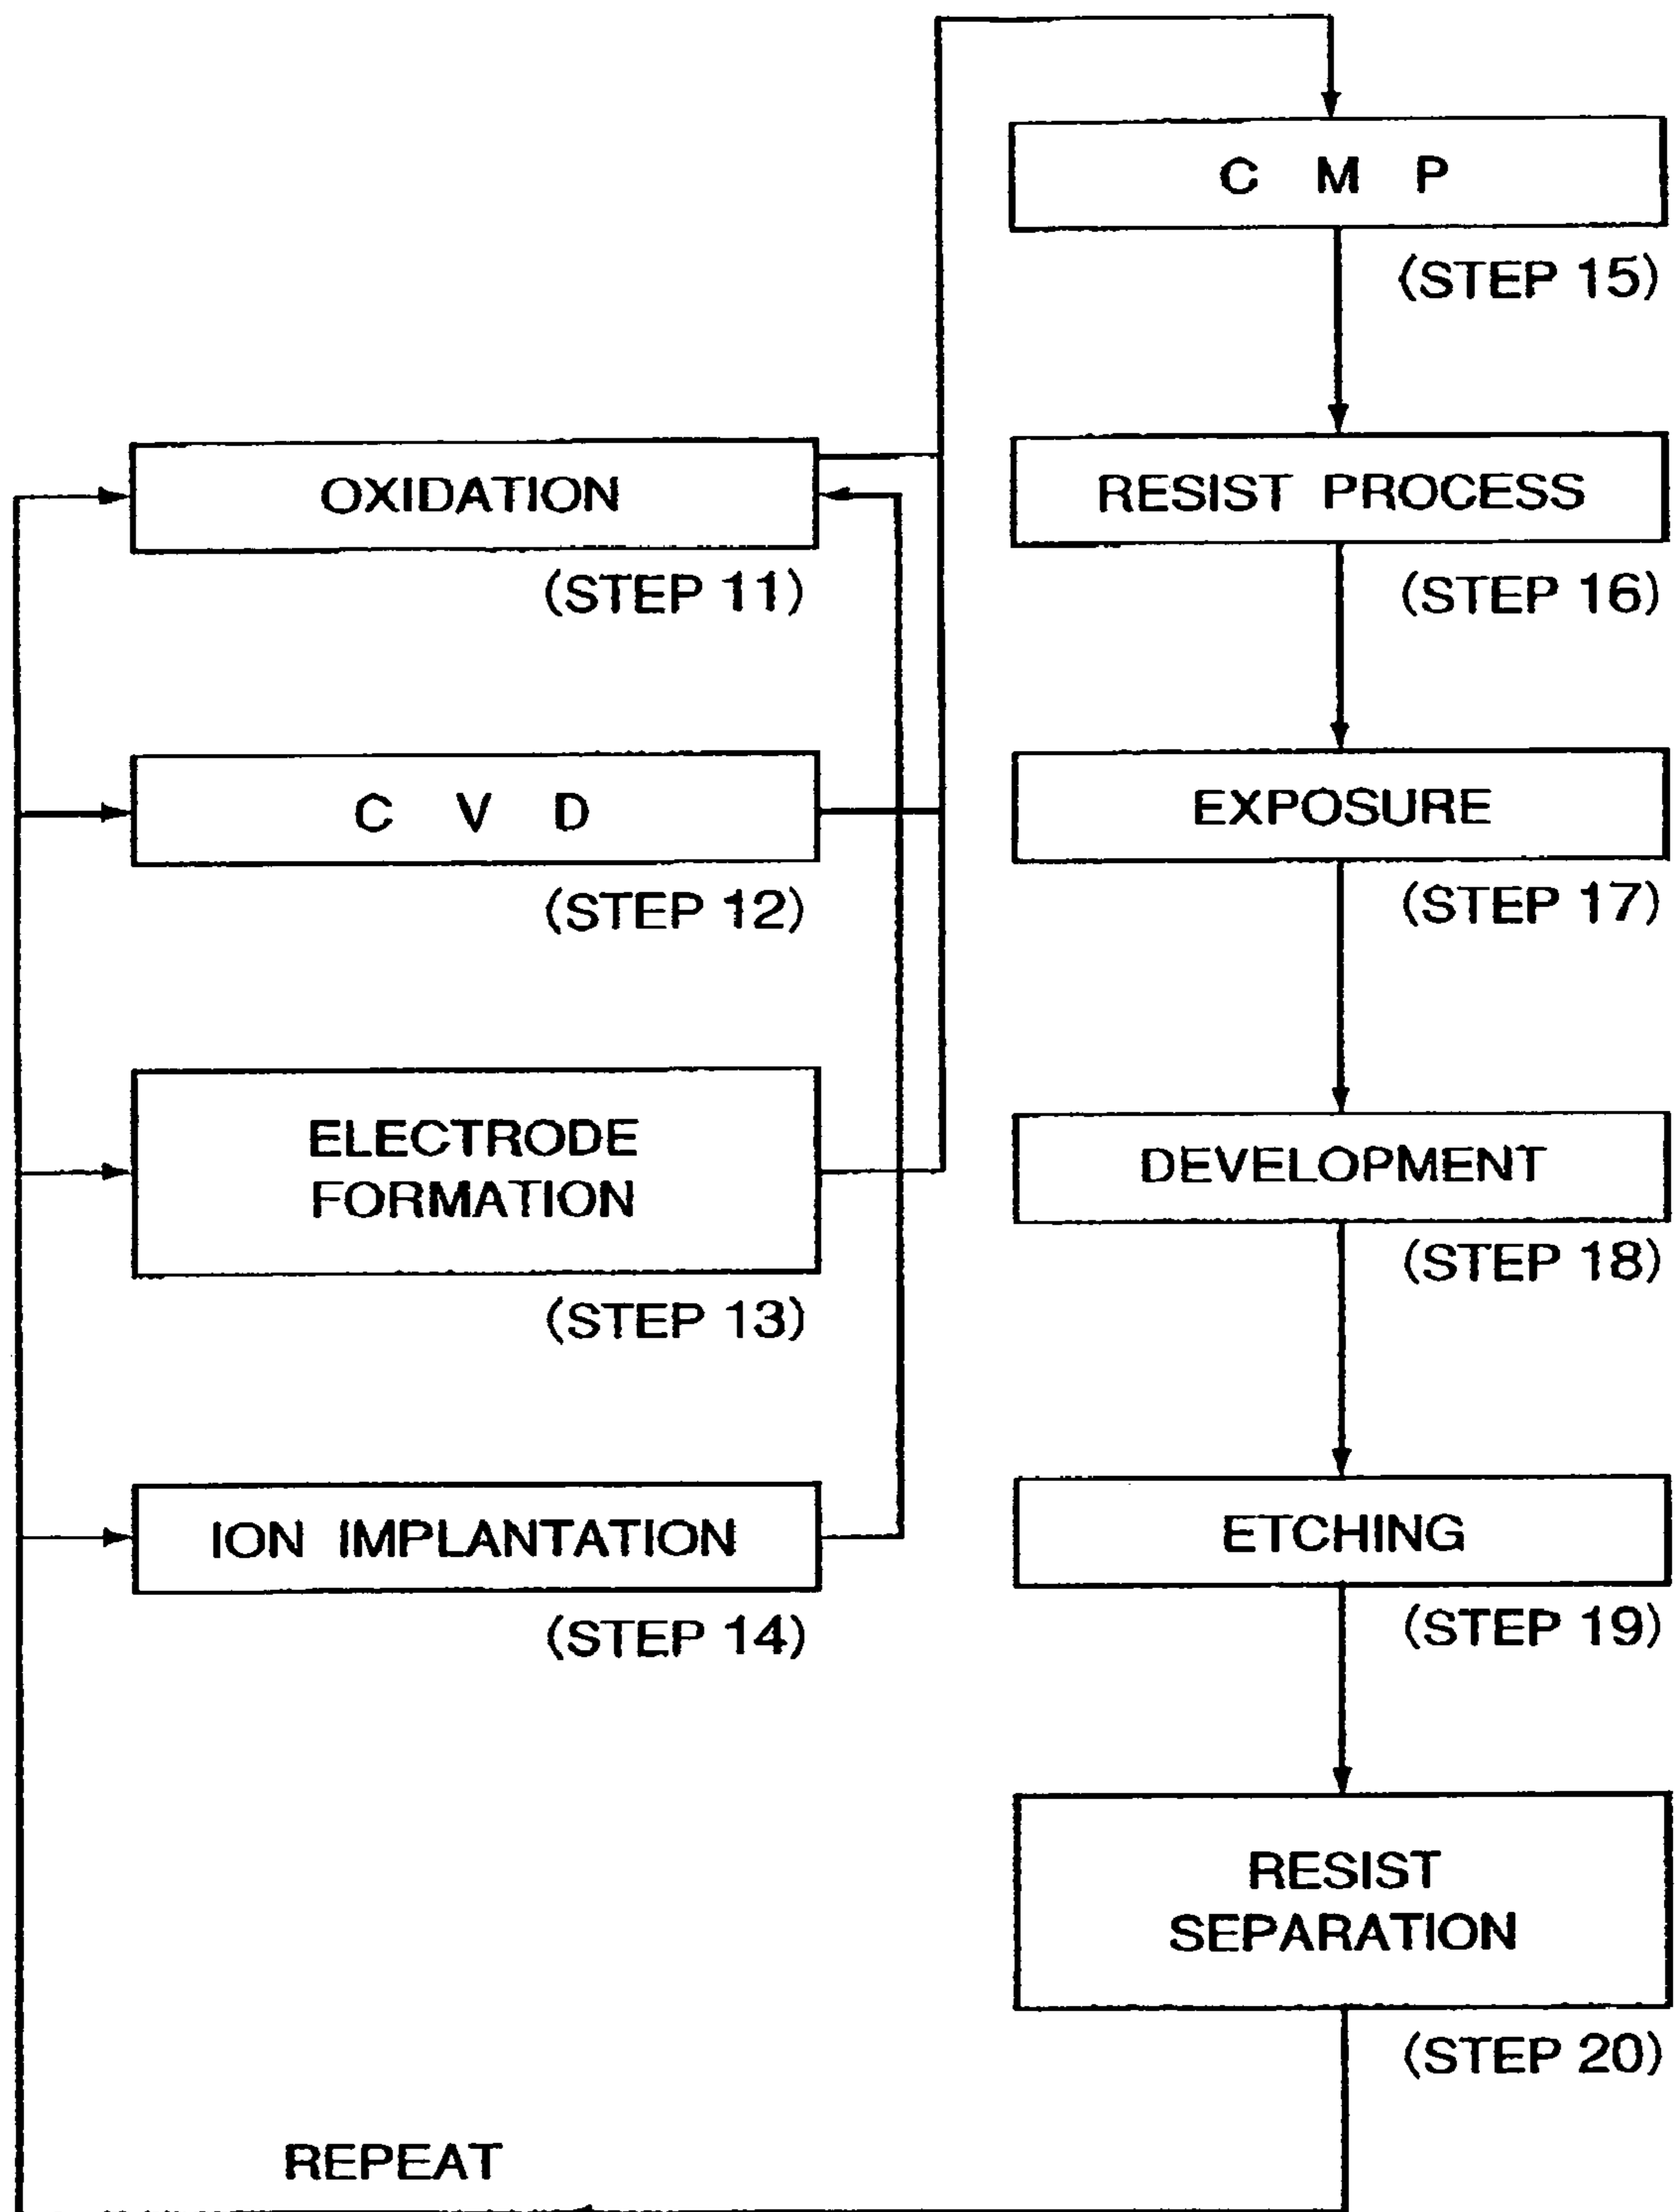 OXIDATION
(STEP 11)
C V D
(STEP 12)
ELECTRODE
FORMATION
(STEP 13)
ION IMPLANTATION
(STEP 14)
C M P
(STEP 15)
RESIST PROCESS
(STEP 16)
EXPOSURE
(STEP 17)
DEVELOPMENT
(STEP 18)
ETCHING
(STEP 19)
RESIST
SEPARATION
(STEP 20)
REPEAT